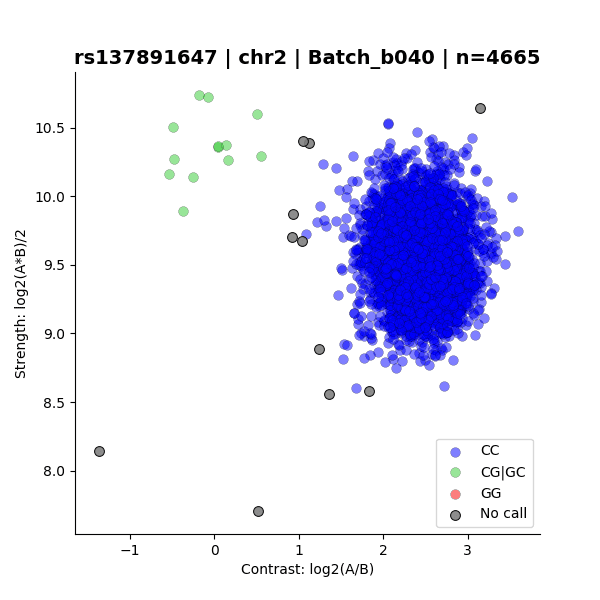 rs137891647 | chr2 | Batch_b040 | n=4665
Strength: log2(A*B)/2
10.5
10.0
9.5
9.0
8.5
8.0
−1
0
1
2
3
Contrast: log2(A/B)
CC
CG|GC
GG
No call